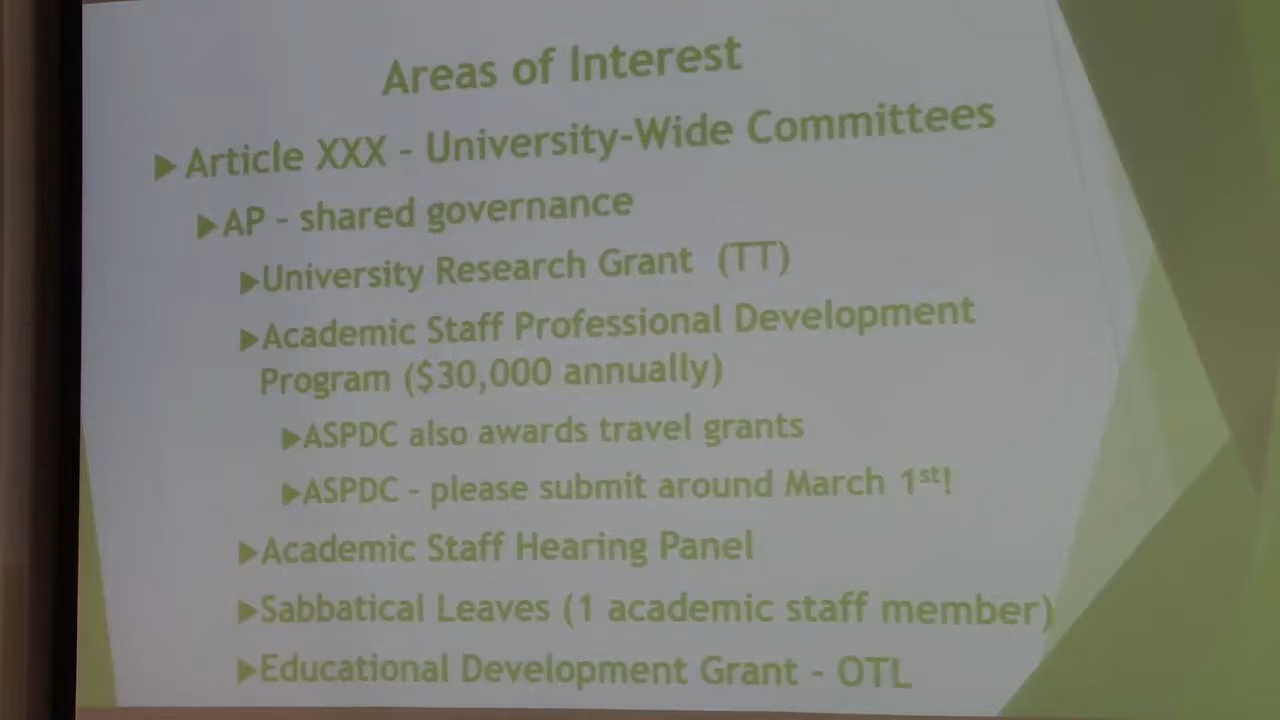 Areas of Interest
Article XXX - University-Wide Committees
AP - shared governance
University Research Grant (TT)
Academic Staff Professional Development
Program ($30,000 annually)
ASPDC also awards travel grants
ASPDC - please submit around March 1st!
Academic Staff Hearing Panel
Sabbatical Leaves (1 academic staff member)
Educational Development Grant - OTL